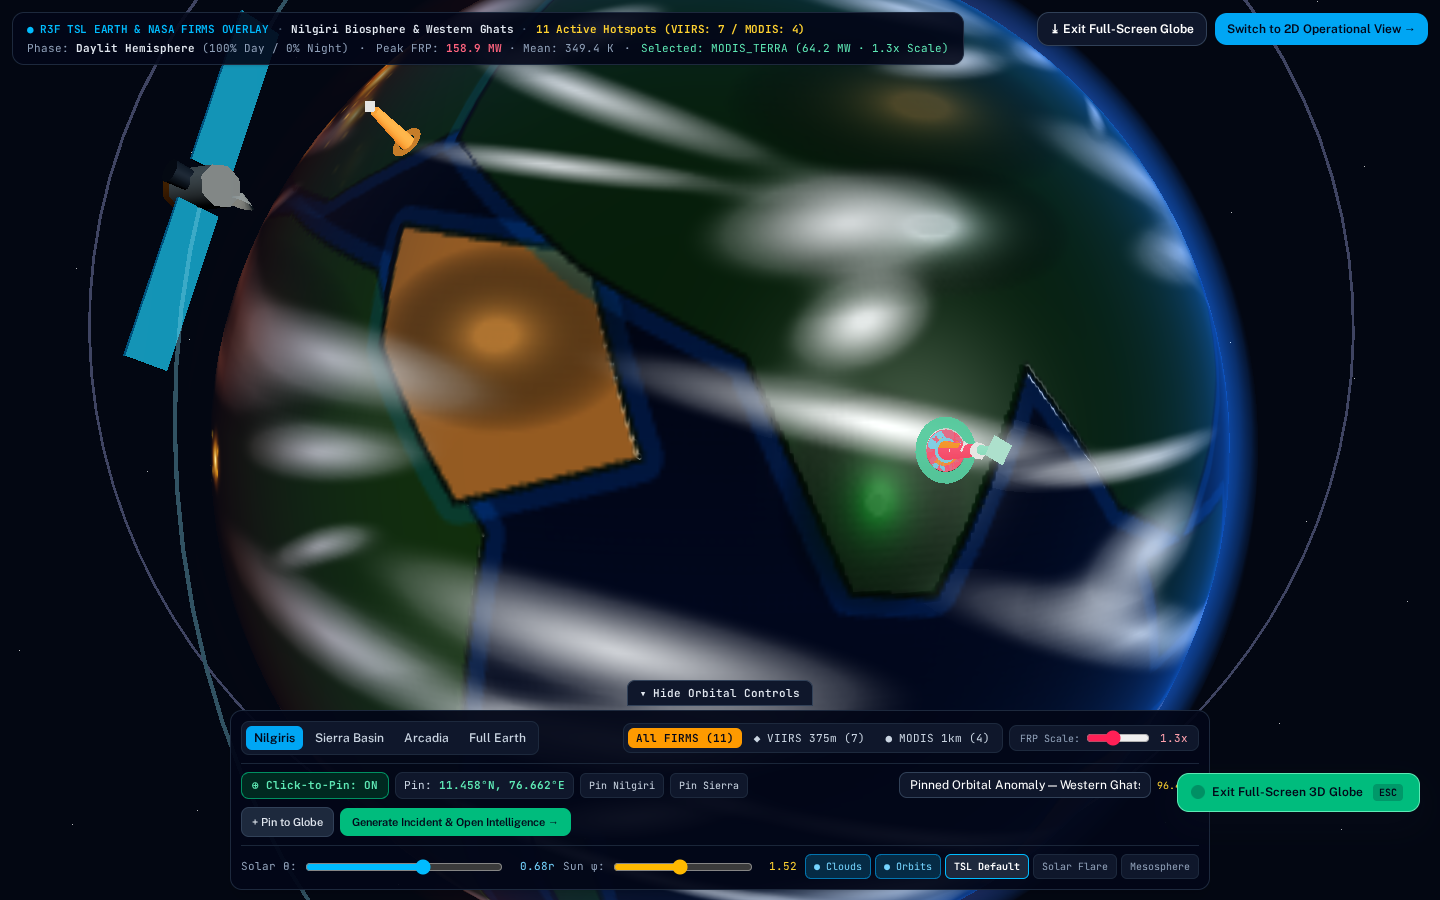 ● R3F TSL EARTH & NASA FIRMS OVERLAY · Nilgiri Biosphere & Western Ghats · 11 Active Hotspots (VIIRS: 7 / MODIS: 4)
Phase: Daylit Hemisphere (100% Day / 0% Night) · Peak FRP: 158.9 MW · Mean: 349.4 K · Selected: MODIS_TERRA (64.2 MW · 1.3x Scale)
⤓ Exit Full-Screen Globe
Switch to 2D Operational View →
▾ Hide Orbital Controls
Nilgiris Sierra Basin Arcadia Full Earth
All FIRMS (11) ◆ VIIRS 375m (7) ● MODIS 1km (4)
FRP Scale: 1.3x
⊕ Click-to-Pin: ON
Pin: 11.458°N, 76.662°E
Pin Nilgiri
Pin Sierra
Pinned Orbital Anomaly — Western Ghats
96.
Exit Full-Screen 3D Globe ESC
+ Pin to Globe
Generate Incident & Open Intelligence →
Solar θ: 0.68r Sun φ: 1.52
● Clouds ● Orbits TSL Default Solar Flare Mesosphere